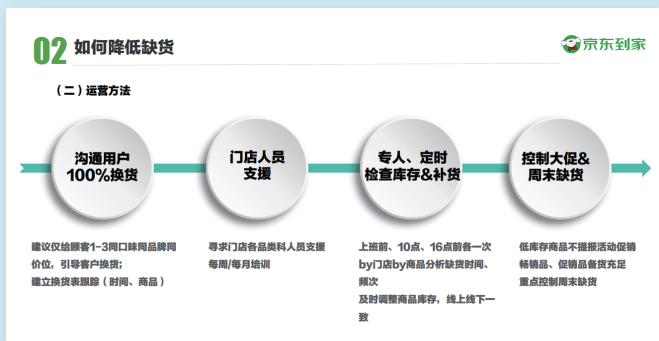 02 如何降低缺货
京东到家
（二）运营方法
沟通用户
100%换货
门店人员
支援
专人、定时
检查库存&补货
控制大促&
周末缺货
建议仅给顾客1-3同口味同品牌同
价位，引导客户换货；
建立换货表跟踪（时间、商品）
寻求门店各品类科人员支援
每周/每月培训
上班前、10点、16点前各一次
by门店by商品分析缺货时间、
频次
及时调整商品库存，线上线下一
致
低库存商品不提报活动促销
畅销品、促销品备货充足
重点控制周末缺货